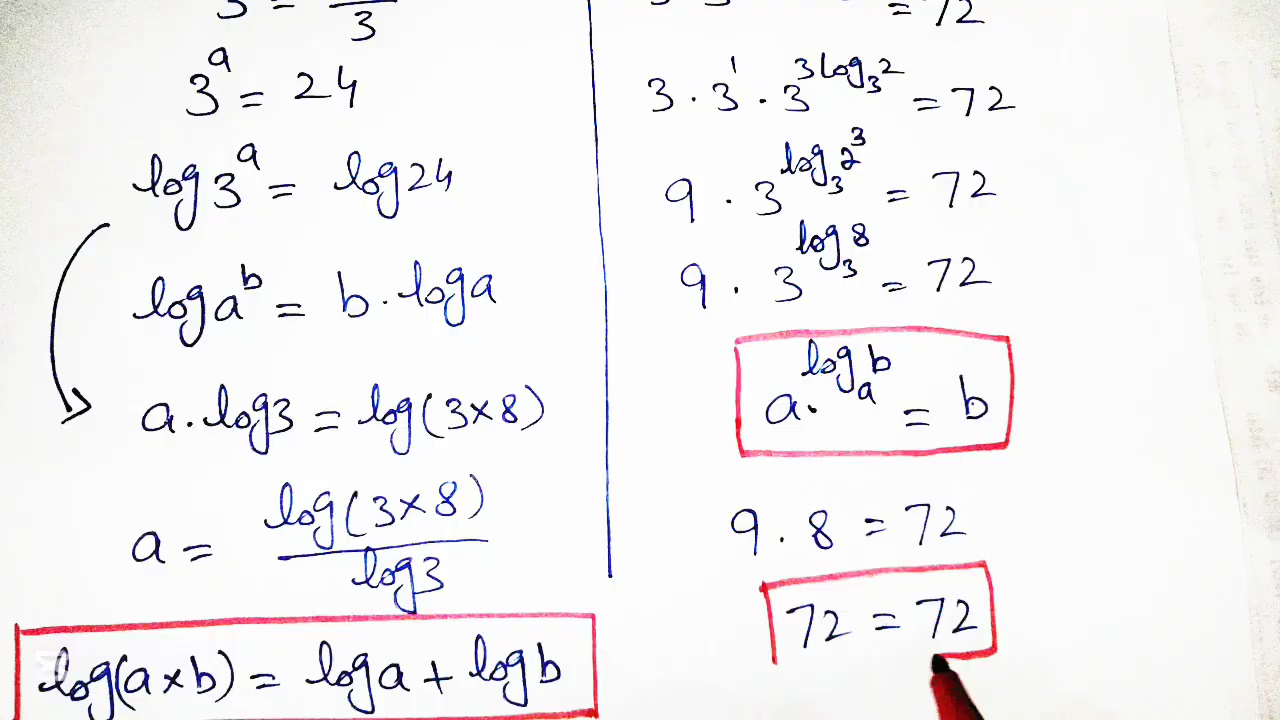 3
3^a = 24
log 3^a = log 24
log a^b = b · log a
a · log 3 = log(3×8)
a = log(3×8) / log 3
log(a×b) = log a + log b
= 72
3 · 3^1 · 3^(3 log_3 2) = 72
9 · 3^(log_3 2^3) = 72
9 · 3^(log_3 8) = 72
a·^(log_a b) = b
9 · 8 = 72
72 = 72